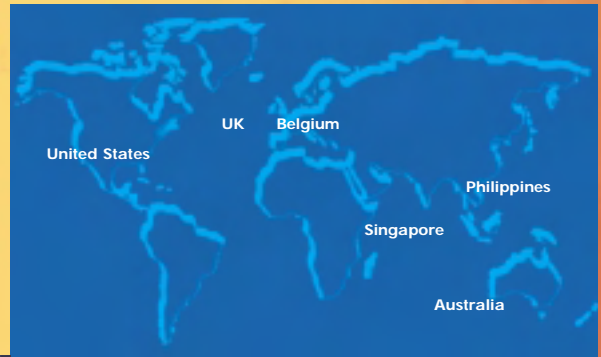 UK Belgium
United States
Philippines
Singapore
Australia